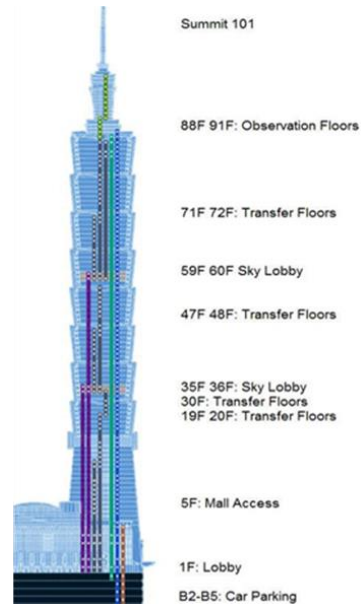 Summit 101
88F 91F: Observation Floors
71F 72F: Transfer Floors
59F 60F Sky Lobby
47F 48F: Transfer Floors
35F 36F: Sky Lobby
30F: Transfer Floors
19F 20F: Transfer Floors
5F: Mall Access
1F: Lobby
B2-B5: Car Parking